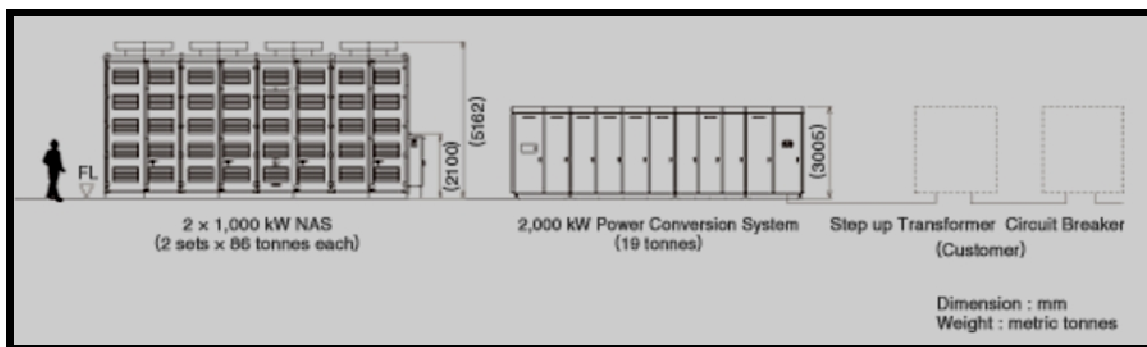 FL
(2100)
(5162)
(3005)
2 × 1,000 kW NAS
(2 sets × 86 tonnes each)
2,000 kW Power Conversion System
(19 tonnes)
Step up Transformer Circuit Breaker
(Customer)
Dimension : mm
Weight : metric tonnes